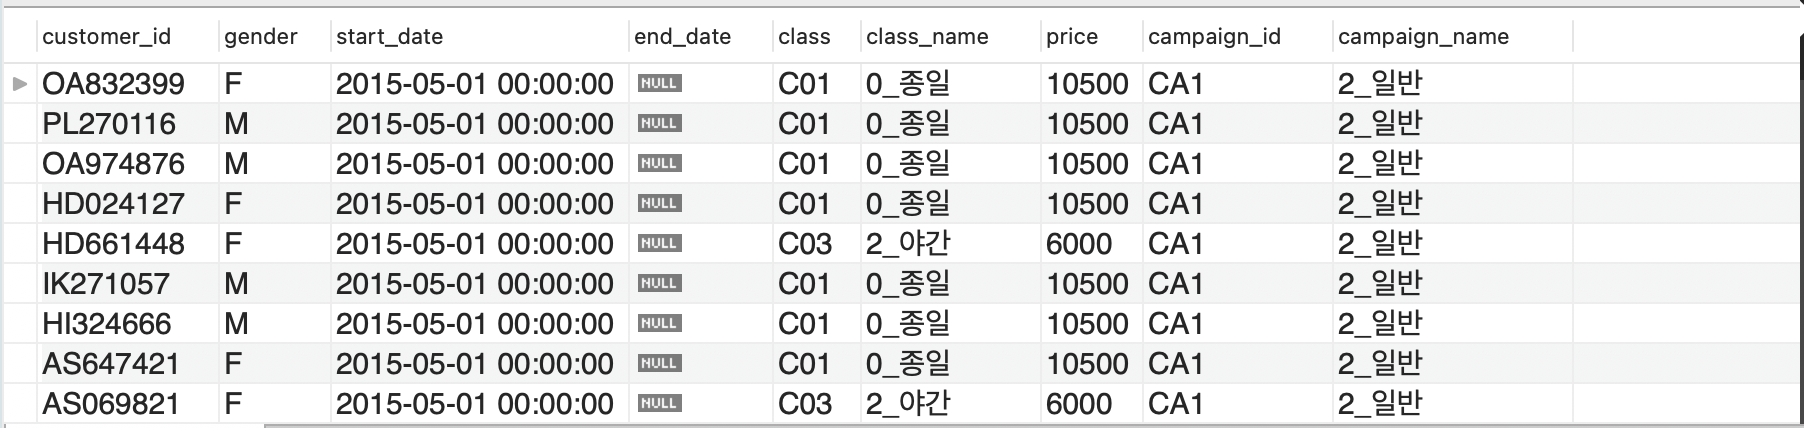 customer_id gender start_date end_date class class_name price campaign_id campaign_name
OA832399 F 2015-05-01 00:00:00 NULL C01 0_종일 10500 CA1 2_일반
PL270116 M 2015-05-01 00:00:00 NULL C01 0_종일 10500 CA1 2_일반
OA974876 M 2015-05-01 00:00:00 NULL C01 0_종일 10500 CA1 2_일반
HD024127 F 2015-05-01 00:00:00 NULL C01 0_종일 10500 CA1 2_일반
HD661448 F 2015-05-01 00:00:00 NULL C03 2_야간 6000 CA1 2_일반
IK271057 M 2015-05-01 00:00:00 NULL C01 0_종일 10500 CA1 2_일반
HI324666 M 2015-05-01 00:00:00 NULL C01 0_종일 10500 CA1 2_일반
AS647421 F 2015-05-01 00:00:00 NULL C01 0_종일 10500 CA1 2_일반
AS069821 F 2015-05-01 00:00:00 NULL C03 2_야간 6000 CA1 2_일반